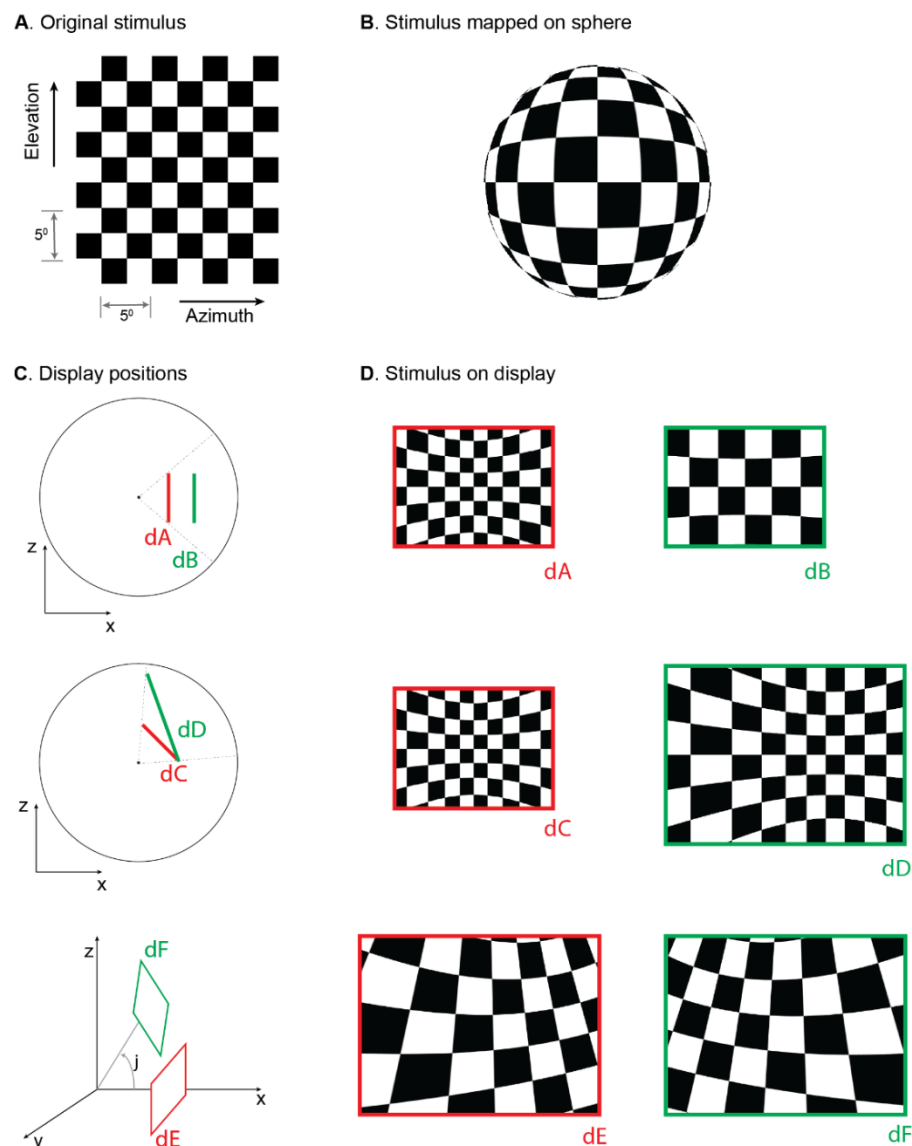 A. Original stimulus
B. Stimulus mapped on sphere
Elevation
5⁰
5⁰
Azimuth
C. Display positions
D. Stimulus on display
dA
dB
z
x
dA
dB
dD
dC
z
x
dC
dD
z
dF
j
x
y
dE
dE
dF